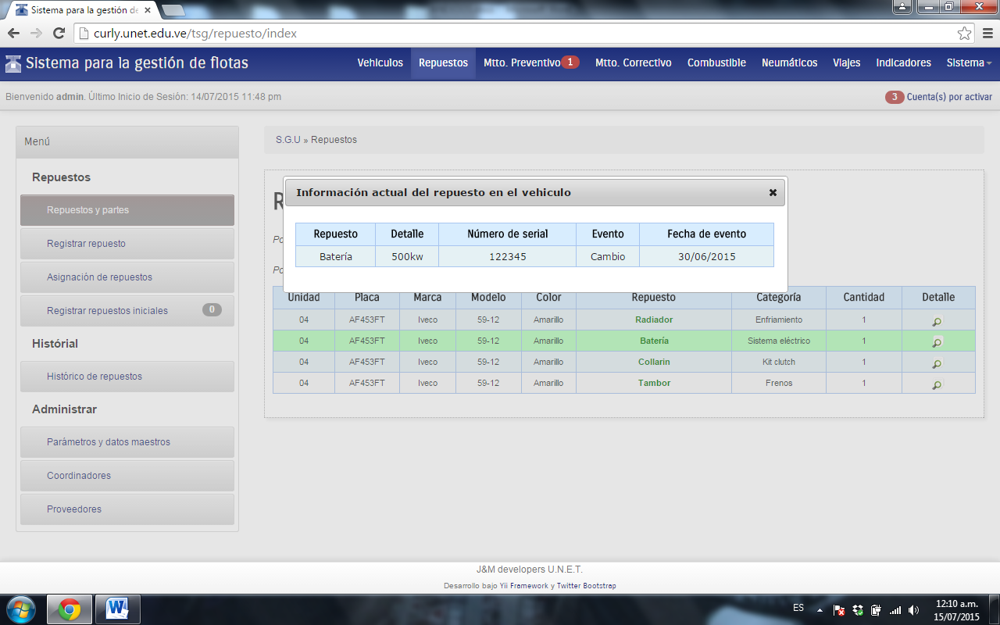 Sistema para la gestión de
curly.unet.edu.ve/tsg/repuesto/index
Sistema para la gestión de flotas Vehiculos Repuestos Mtto. Preventivo 1 Mtto. Correctivo Combustible Neumáticos Viajes Indicadores Sistema
Bienvenido admin. Último Inicio de Sesión: 14/07/2015 11:48 pm 3 Cuenta(s) por activar
Menú
Repuestos
Repuestos y partes
Registrar repuesto
Asignación de repuestos
Registrar repuestos iniciales 0
Histórial
Histórico de repuestos
Administrar
Parámetros y datos maestros
Coordinadores
Proveedores
S.G.U » Repuestos
Información actual del repuesto en el vehiculo
Repuesto Detalle Número de serial Evento Fecha de evento
Batería 500kw 122345 Cambio 30/06/2015
Unidad Placa Marca Modelo Color Repuesto Categoría Cantidad Detalle
04 AF453FT Iveco 59-12 Amarillo Radiador Enfriamiento 1
04 AF453FT Iveco 59-12 Amarillo Batería Sistema eléctrico 1
04 AF453FT Iveco 59-12 Amarillo Collarin Kit clutch 1
04 AF453FT Iveco 59-12 Amarillo Tambor Frenos 1
J&M developers U.N.E.T.
Desarrollo bajo Yii Framework y Twitter Bootstrap
ES 12:10 a.m.
15/07/2015